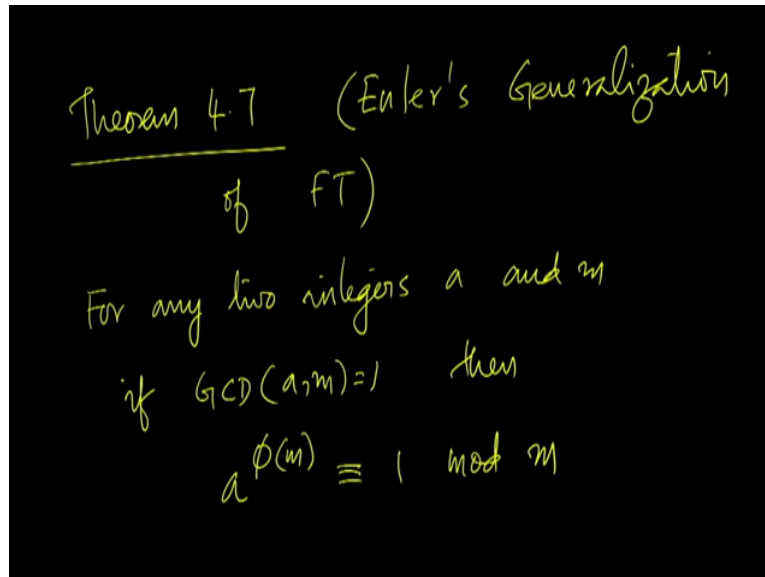 Theorem 4.7 (Euler's Generalization
of FT)
For any two integers a and m
if GCD(a,m)=1 then
a^ϕ(m) ≡ 1 mod m